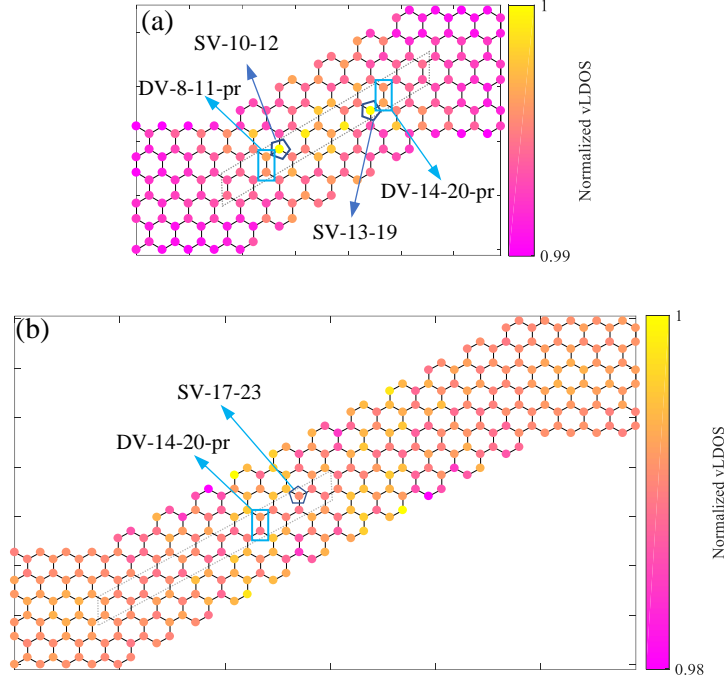 (a)
SV-10-12
DV-8-11-pr
DV-14-20-pr
SV-13-19
1
Normalized vLDOS
0.99
(b)
SV-17-23
DV-14-20-pr
1
Normalized vLDOS
0.98